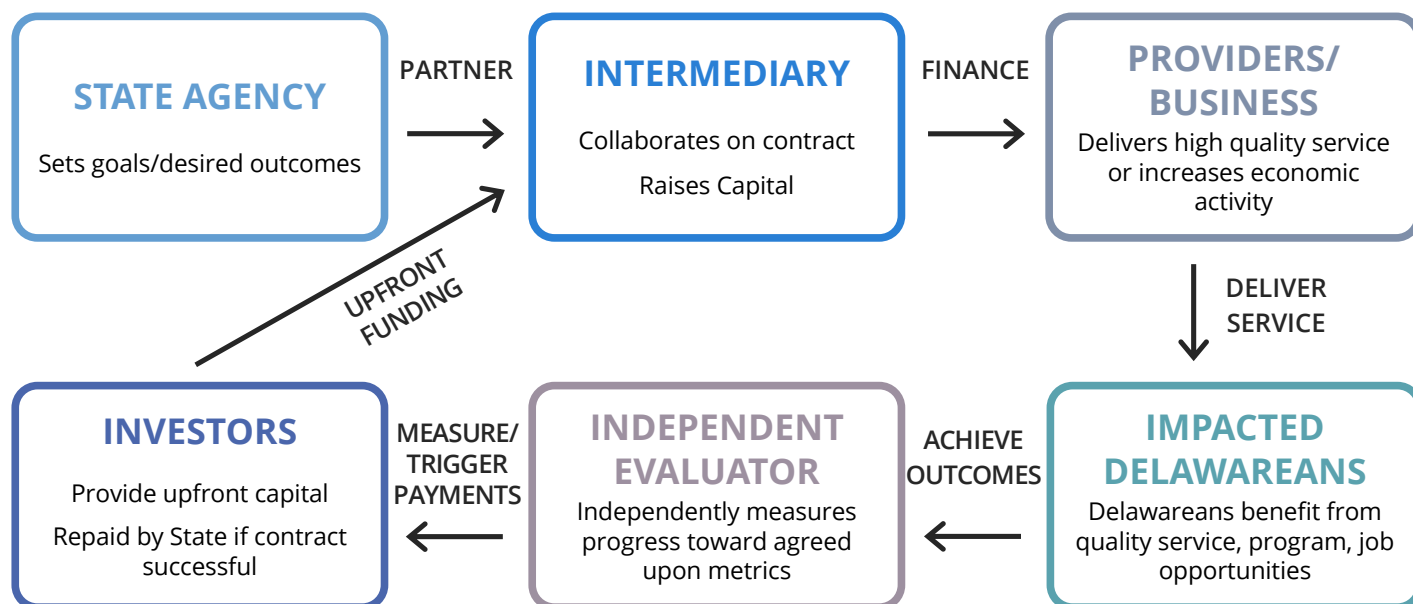 STATE AGENCY
Sets goals/desired outcomes
PARTNER
INTERMEDIARY
Collaborates on contract
Raises Capital
FINANCE
PROVIDERS/
BUSINESS
Delivers high quality service
or increases economic
activity
UPFRONT
FUNDING
DELIVER
SERVICE
INVESTORS
Provide upfront capital
Repaid by State if contract
successful
MEASURE/
TRIGGER
PAYMENTS
INDEPENDENT
EVALUATOR
Independently measures
progress toward agreed
upon metrics
ACHIEVE
OUTCOMES
IMPACTED
DELAWAREANS
Delawareans benefit from
quality service, program, job
opportunities